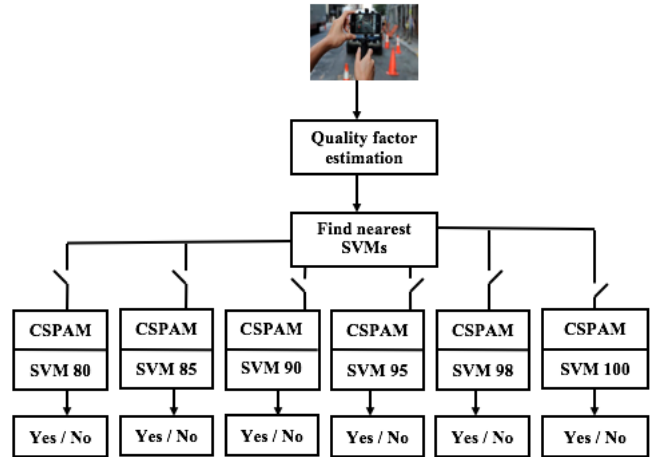 Quality factor
estimation
Find nearest
SVMs
CSPAM
CSPAM
CSPAM
CSPAM
CSPAM
CSPAM
SVM 80
SVM 85
SVM 90
SVM 95
SVM 98
SVM 100
Yes / No
Yes / No
Yes / No
Yes / No
Yes / No
Yes / No